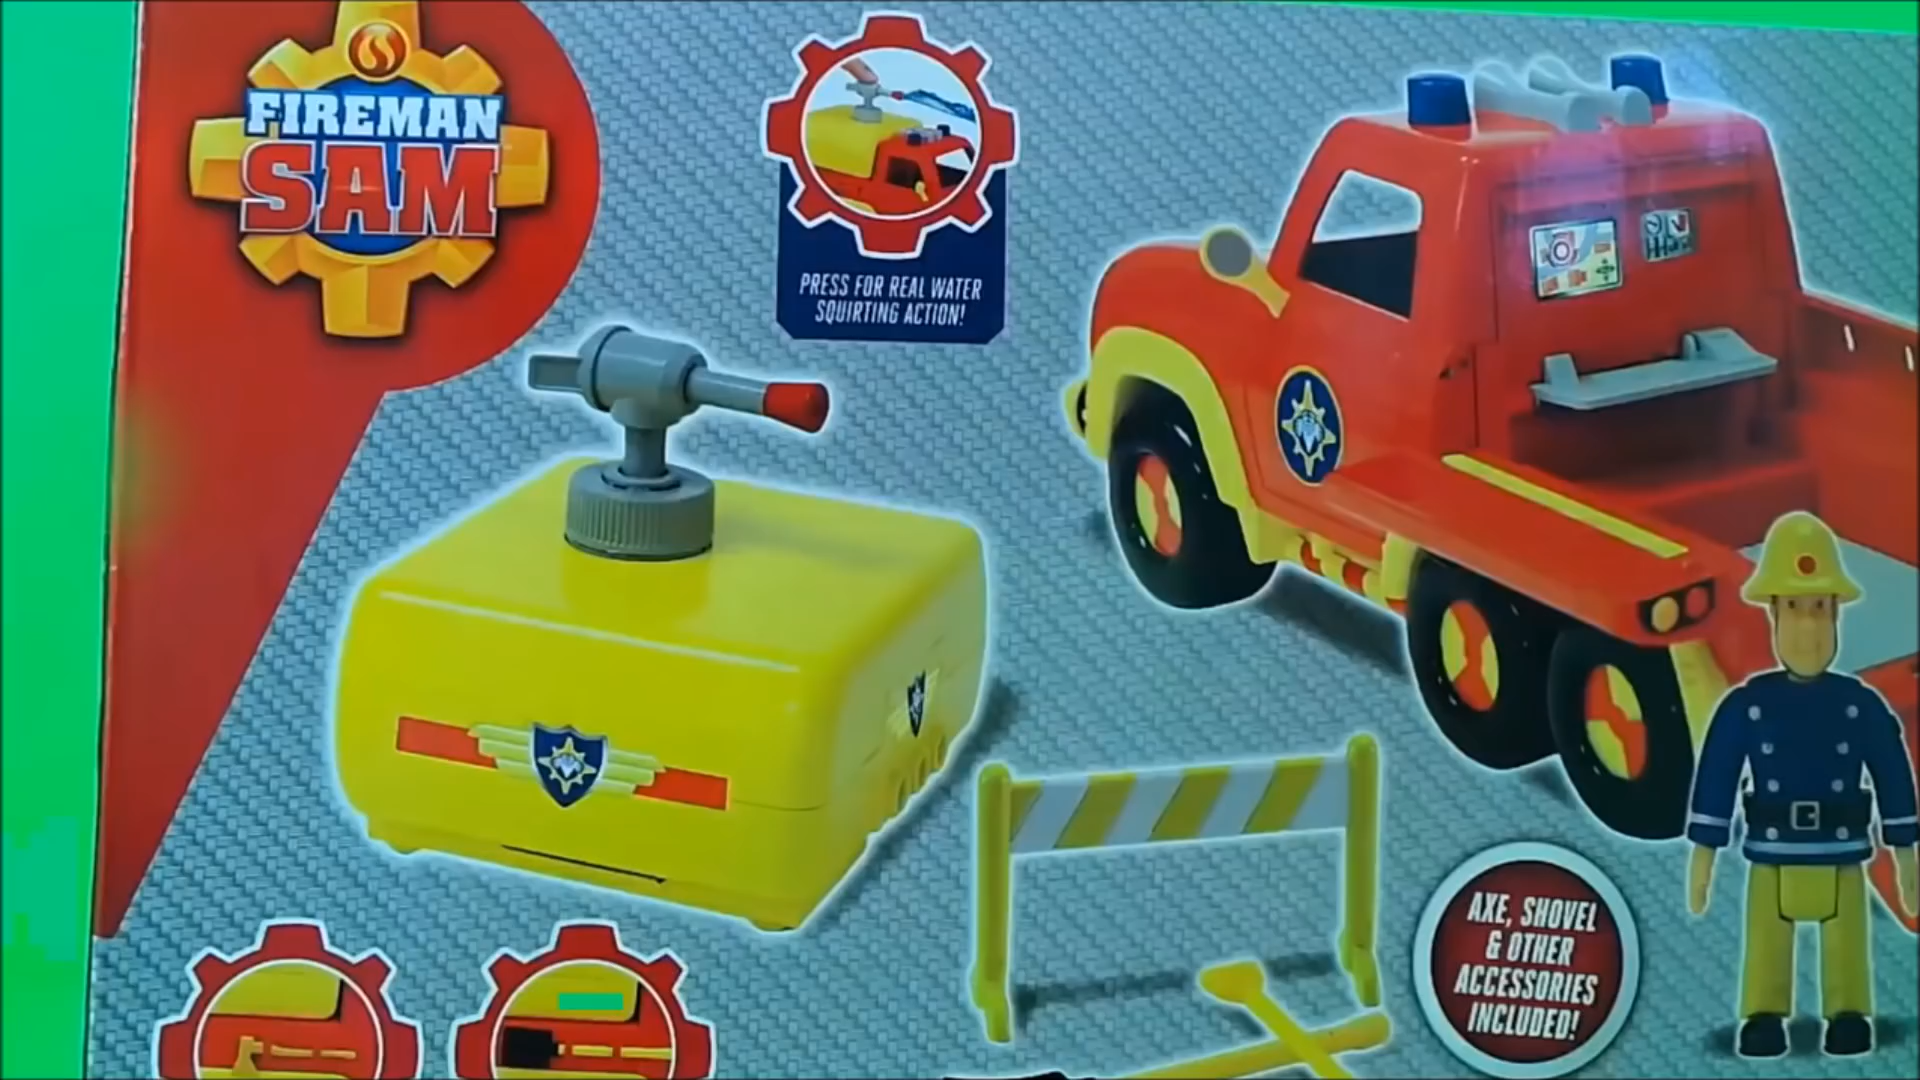 FIREMAN
SAM
PRESS FOR REAL WATER
SQUIRTING ACTION!
AXE, SHOVEL
& OTHER
ACCESSORIES
INCLUDED!